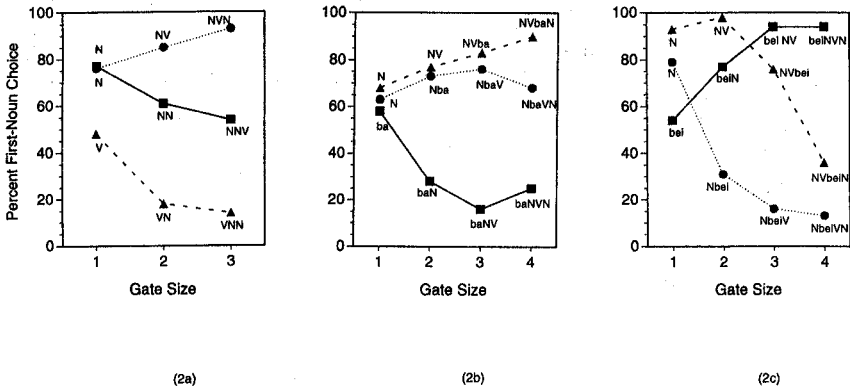 100
80
60
40
20
0
Percent First-Noun Choice
N
NV
NVN
N
NN
NNV
V
VN
VNN
1 2 3
Gate Size
(2a)
100
80
60
40
20
0
N
NV
NVba
NVbaN
N
Nba
NbaV
NbaVN
ba
baN
baNV
baNVN
1 2 3 4
Gate Size
(2b)
100
80
60
40
20
0
N
NV
bei NV
beiNVN
N
beiN
NVbei
bei
NVbeiN
Nbei
NbeiV
NbeiVN
1 2 3 4
Gate Size
(2c)